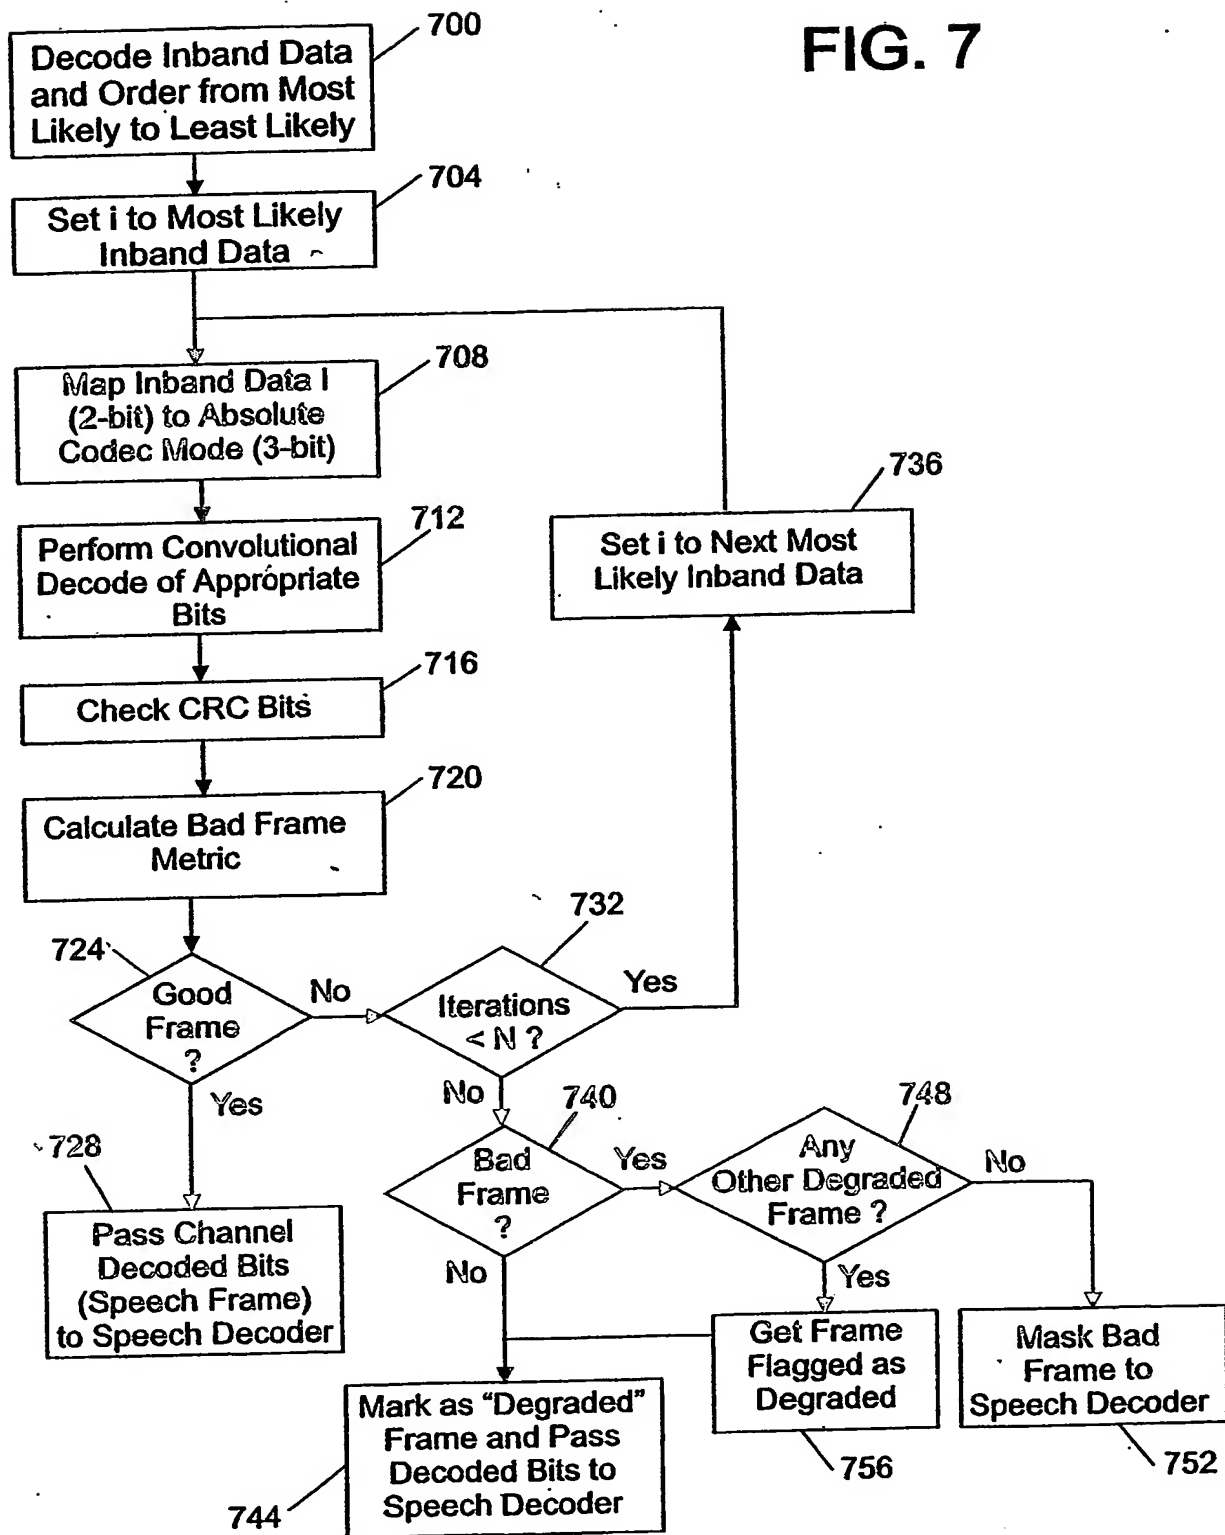 FIG. 7
700
Decode Inband Data
and Order from Most
Likely to Least Likely
704
Set i to Most Likely
Inband Data
708
Map Inband Data I
(2-bit) to Absolute
Codec Mode (3-bit)
712
Perform Convolutional
Decode of Appropriate
Bits
736
Set i to Next Most
Likely Inband Data
716
Check CRC Bits
720
Calculate Bad Frame
Metric
724
Good
Frame
?
No
Yes
732
Iterations
< N ?
Yes
No
728
Pass Channel
Decoded Bits
(Speech Frame)
to Speech Decoder
740
Bad
Frame
?
Yes
No
748
Any
Other Degraded
Frame ?
No
Yes
744
Mark as “Degraded”
Frame and Pass
Decoded Bits to
Speech Decoder
Get Frame
Flagged as
Degraded
756
Mask Bad
Frame to
Speech Decoder
752